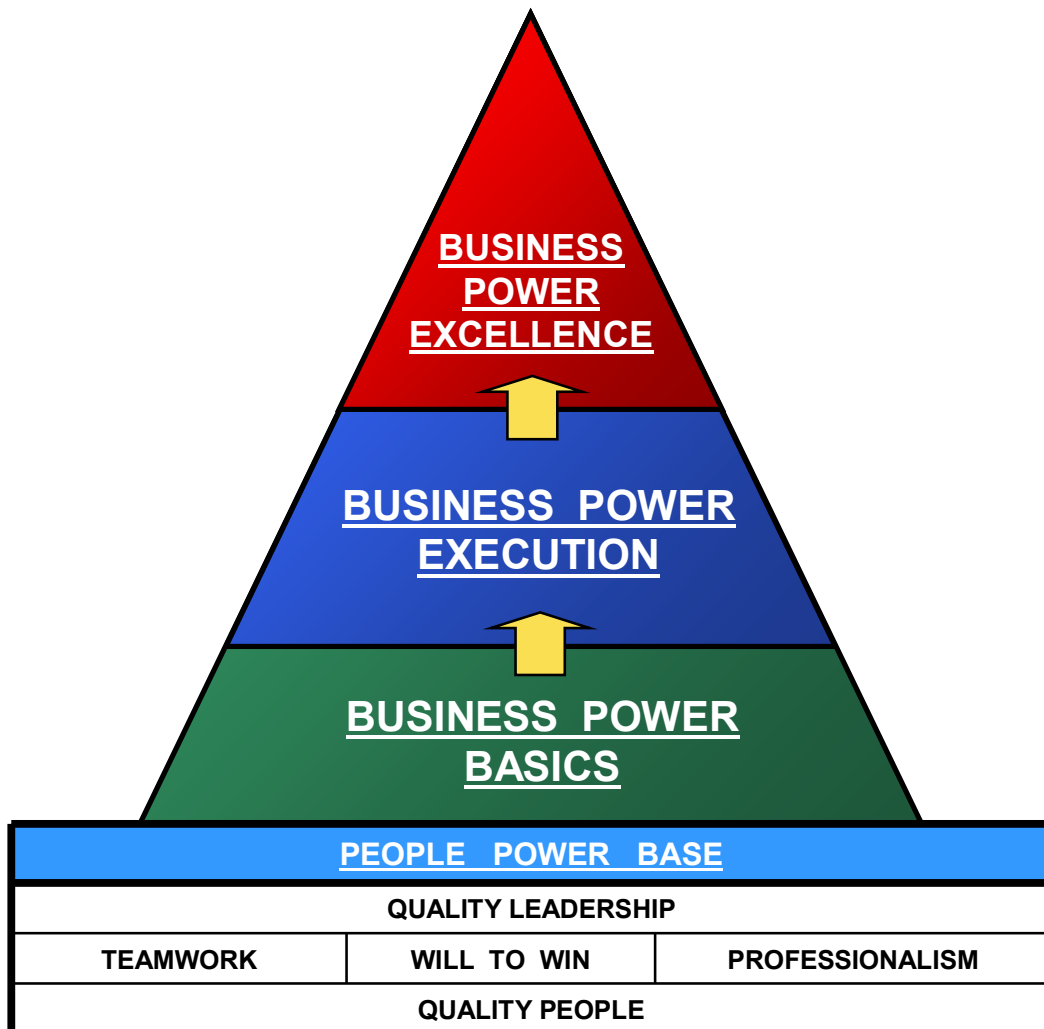 BUSINESS
POWER
EXCELLENCE
BUSINESS POWER
EXECUTION
BUSINESS POWER
BASICS
PEOPLE POWER BASE
QUALITY LEADERSHIP
TEAMWORK
WILL TO WIN
PROFESSIONALISM
QUALITY PEOPLE